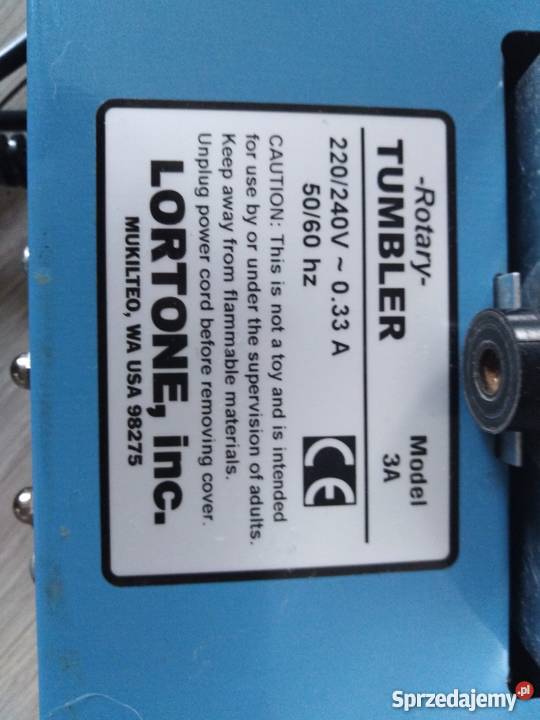 -Rotary-
TUMBLER
Model
3A
220/240V ~ 0.33 A
50/60 hz
CE
CAUTION: This is not a toy and is intended
for use by or under the supervision of adults.
Keep away from flammable materials.
Unplug power cord before removing cover.
LORTONE, inc.
MUKILTEO, WA USA 98275
Sprzedajemy.pl